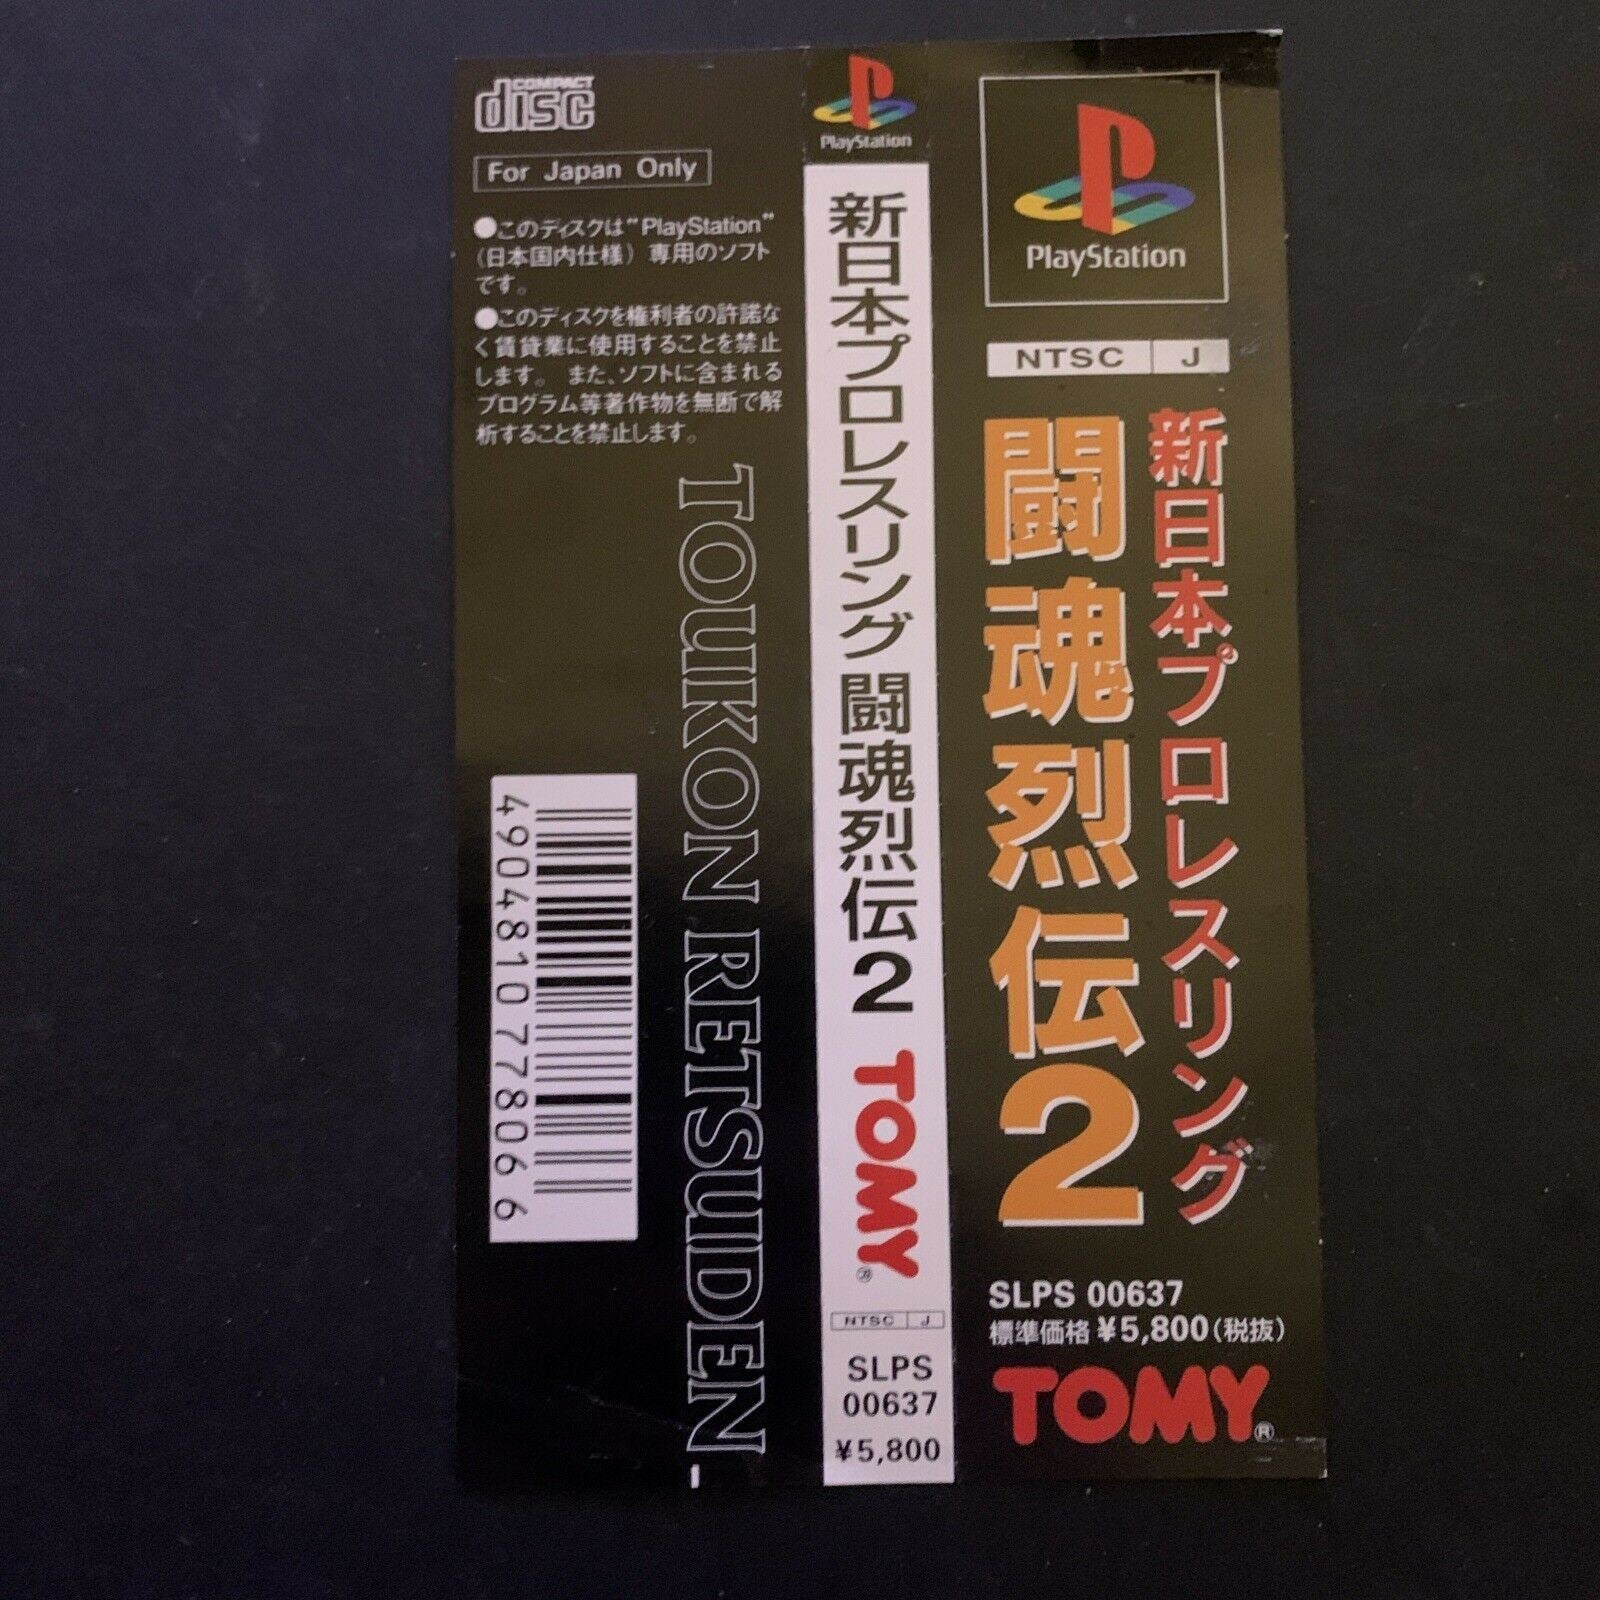 COMPACT
disc
For Japan Only
●このディスクは"PlayStation"
(日本国内仕様)専用のソフト
です。
●このディスクを権利者の許諾な
く賃貸業に使用することを禁止
します。また、ソフトに含まれる
プログラム等著作物を無断で解
析することを禁止します。
TOUKON RETSUDEN
4904810778066
PlayStation
新日本プロレスリング 闘魂烈伝2
TOMY®
NTSC J
SLPS
00637
¥5,800
PlayStation
NTSC J
新日本プロレスリング
闘魂烈伝2
SLPS 00637
標準価格¥5,800(税抜)
TOMY®